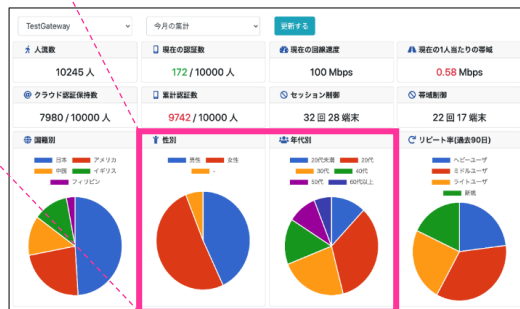 TestGateway 今月の集計 更新する
人流数 現在の認証数 現在の回線速度 現在の1人当たりの帯域
10245 人 172 / 10000 人 100 Mbps 0.58 Mbps
クラウド認証保持数 累計認証数 セッション制御 帯域制御
7980 / 10000 人 9742 / 10000 人 32 回 28 端末 22 回 17 端末
国籍別 性別 年代別 リピート率(過去90日)
日本 アメリカ
中国 イギリス
フィリピン
男性 女性
-
20代未満 20代
30代 40代
50代 60代以上
ヘビーユーザ
ミドルユーザ
ライトユーザ
新規